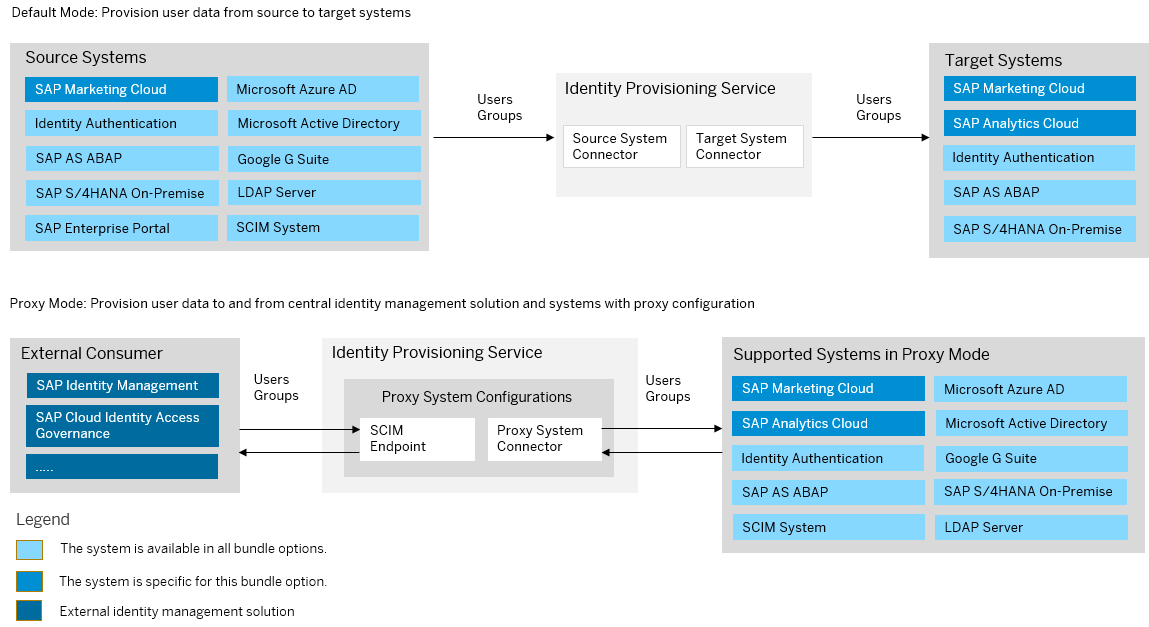 Default Mode: Provision user data from source to target systems
Source Systems
SAP Marketing Cloud
Microsoft Azure AD
Identity Authentication
Microsoft Active Directory
SAP AS ABAP
Google G Suite
SAP S/4HANA On-Premise
LDAP Server
SAP Enterprise Portal
SCIM System
Users
Groups
Identity Provisioning Service
Source System
Connector
Target System
Connector
Users
Groups
Target Systems
SAP Marketing Cloud
SAP Analytics Cloud
Identity Authentication
SAP AS ABAP
SAP S/4HANA On-Premise
Proxy Mode: Provision user data to and from central identity management solution and systems with proxy configuration
External Consumer
SAP Identity Management
SAP Cloud Identity Access
Governance
.....
Users
Groups
Identity Provisioning Service
Proxy System Configurations
SCIM
Endpoint
Proxy System
Connector
Users
Groups
Supported Systems in Proxy Mode
SAP Marketing Cloud
Microsoft Azure AD
SAP Analytics Cloud
Microsoft Active Directory
Identity Authentication
Google G Suite
SAP AS ABAP
SAP S/4HANA On-Premise
SCIM System
LDAP Server
Legend
The system is available in all bundle options.
The system is specific for this bundle option.
External identity management solution